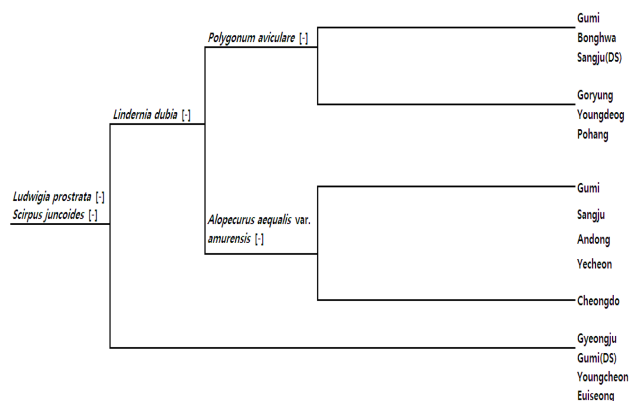 Polygonum aviculare [-]
Gumi
Bonghwa
Sangju(DS)
Lindernia dubia [-]
Goryung
Youngdeog
Pohang
Ludwigia prostrata [-]
Scirpus juncoides [-]
Alopecurus aequalis var.
amurensis [-]
Gumi
Sangju
Andong
Yecheon
Cheongdo
Gyeongju
Gumi(DS)
Youngcheon
Euiseong